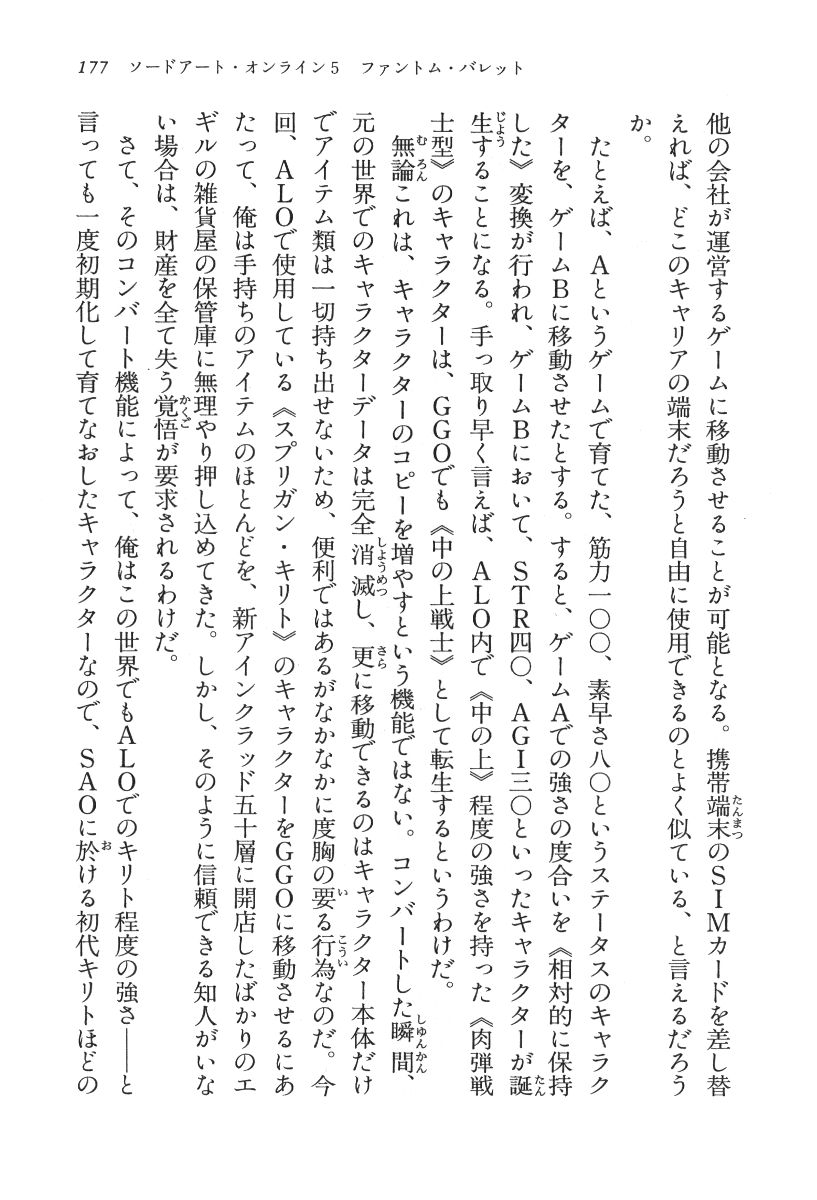 177　ソードアート・オンライン5　ファントム・バレット
他の会社が運営するゲームに移動させることが可能となる。携帯端末のSIMカードを差し替
えれば、どこのキャリアの端末だろうと自由に使用できるのとよく似ている、と言えるだろう
か。
　たとえば、Aというゲームで育てた、筋力一〇〇、素早さ八〇というステータスのキャラク
ターを、ゲームBに移動させたとする。すると、ゲームAでの強さの度合いを《相対的に保持
した》変換が行われ、ゲームBにおいて、STR四〇、AGI三〇といったキャラクターが誕
生することになる。手っ取り早く言えば、ALO内で《中の上》程度の強さを持った《肉弾戦
士型》のキャラクターは、GGOでも《中の上戦士》として転生するというわけだ。
　無論これは、キャラクターのコピーを増やすという機能ではない。コンバートした瞬間、
元の世界でのキャラクターデータは完全消滅し、更に移動できるのはキャラクター本体だけ
でアイテム類は一切持ち出せないため、便利ではあるがなかなかに度胸の要る行為なのだ。今
回、ALOで使用している《スプリガン・キリト》のキャラクターをGGOに移動させるにあ
たって、俺は手持ちのアイテムのほとんどを、新アインクラッド五十層に開店したばかりのエ
ギルの雑貨屋の保管庫に無理やり押し込めてきた。しかし、そのように信頼できる知人がいな
い場合は、財産を全て失う覚悟が要求されるわけだ。
　さて、そのコンバート機能によって、俺はこの世界でもALOでのキリト程度の強さ――と
言っても一度初期化して育てなおしたキャラクターなので、SAOに於ける初代キリトほどの